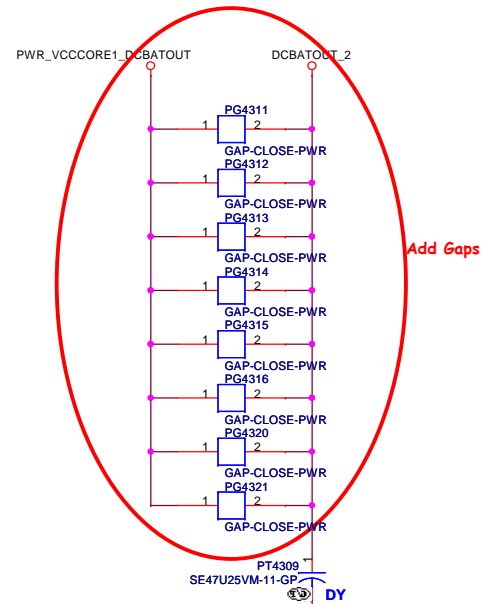 PWR_VCCCORE1_DCBATOUT DCBATOUT_2
PG4311
1 2
GAP-CLOSE-PWR
PG4312
1 2
GAP-CLOSE-PWR
PG4313
1 2
GAP-CLOSE-PWR
Add Gaps
PG4314
1 2
GAP-CLOSE-PWR
PG4315
1 2
GAP-CLOSE-PWR
PG4316
1 2
GAP-CLOSE-PWR
PG4320
1 2
GAP-CLOSE-PWR
PG4321
1 2
GAP-CLOSE-PWR
1
PT4309
SE47U25VM-11-GP
DY